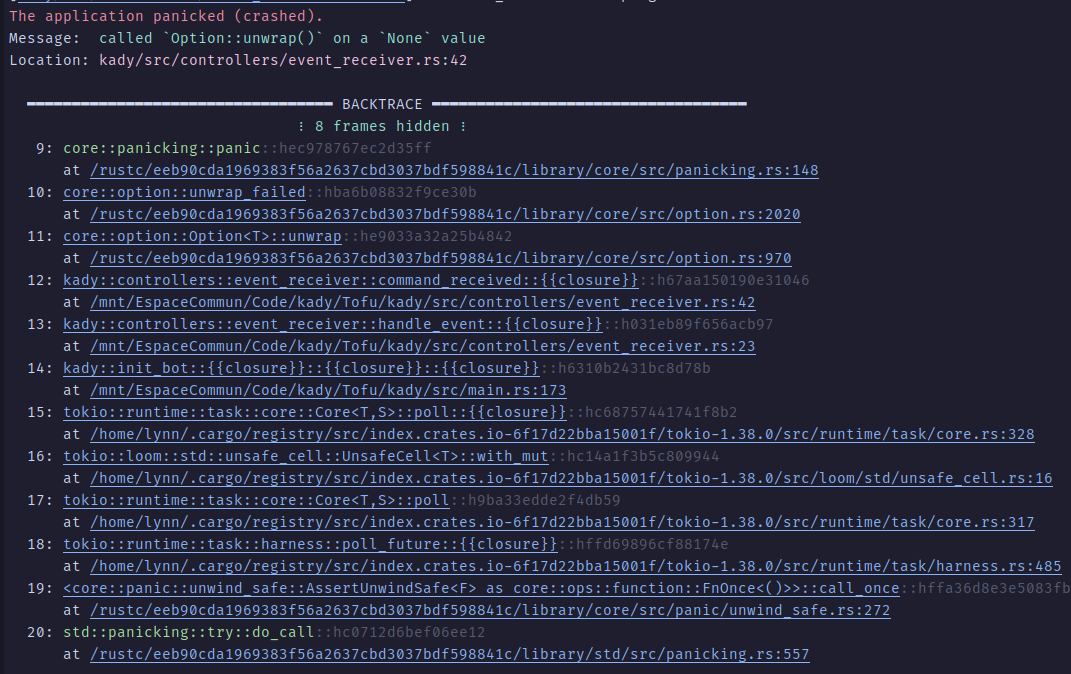 The application panicked (crashed).
Message:  called `Option::unwrap()` on a `None` value
Location: kady/src/controllers/event_receiver.rs:42
━━━━━━━━━━━━━━━━━━━━━━━━━━━━━━━━━━ BACKTRACE ━━━━━━━━━━━━━━━━━━━━━━━━━━━━━━━━━━━
⋮ 8 frames hidden ⋮
9: core::panicking::panic::hec978767ec2d35ff
at /rustc/eeb90cda1969383f56a2637cbd3037bdf598841c/library/core/src/panicking.rs:148
10: core::option::unwrap_failed::hba6b08832f9ce30b
at /rustc/eeb90cda1969383f56a2637cbd3037bdf598841c/library/core/src/option.rs:2020
11: core::option::Option<T>::unwrap::he9033a32a25b4842
at /rustc/eeb90cda1969383f56a2637cbd3037bdf598841c/library/core/src/option.rs:970
12: kady::controllers::event_receiver::command_received::{{closure}}::h67aa150190e31046
at /mnt/EspaceCommun/Code/kady/Tofu/kady/src/controllers/event_receiver.rs:42
13: kady::controllers::event_receiver::handle_event::{{closure}}::h031eb89f656acb97
at /mnt/EspaceCommun/Code/kady/Tofu/kady/src/controllers/event_receiver.rs:23
14: kady::init_bot::{{closure}}::{{closure}}::{{closure}}::h6310b2431bc8d78b
at /mnt/EspaceCommun/Code/kady/Tofu/kady/src/main.rs:173
15: tokio::runtime::task::core::Core<T,S>::poll::{{closure}}::hc68757441741f8b2
at /home/lynn/.cargo/registry/src/index.crates.io-6f17d22bba15001f/tokio-1.38.0/src/runtime/task/core.rs:328
16: tokio::loom::std::unsafe_cell::UnsafeCell<T>::with_mut::hc14a1f3b5c809944
at /home/lynn/.cargo/registry/src/index.crates.io-6f17d22bba15001f/tokio-1.38.0/src/loom/std/unsafe_cell.rs:16
17: tokio::runtime::task::core::Core<T,S>::poll::h9ba33edde2f4db59
at /home/lynn/.cargo/registry/src/index.crates.io-6f17d22bba15001f/tokio-1.38.0/src/runtime/task/core.rs:317
18: tokio::runtime::task::harness::poll_future::{{closure}}::hffd69896cf88174e
at /home/lynn/.cargo/registry/src/index.crates.io-6f17d22bba15001f/tokio-1.38.0/src/runtime/task/harness.rs:485
19: <core::panic::unwind_safe::AssertUnwindSafe<F> as core::ops::function::FnOnce<()>>::call_once::hffa36d8e3e5083fb
at /rustc/eeb90cda1969383f56a2637cbd3037bdf598841c/library/core/src/panic/unwind_safe.rs:272
20: std::panicking::try::do_call::hc0712d6bef06ee12
at /rustc/eeb90cda1969383f56a2637cbd3037bdf598841c/library/std/src/panicking.rs:557